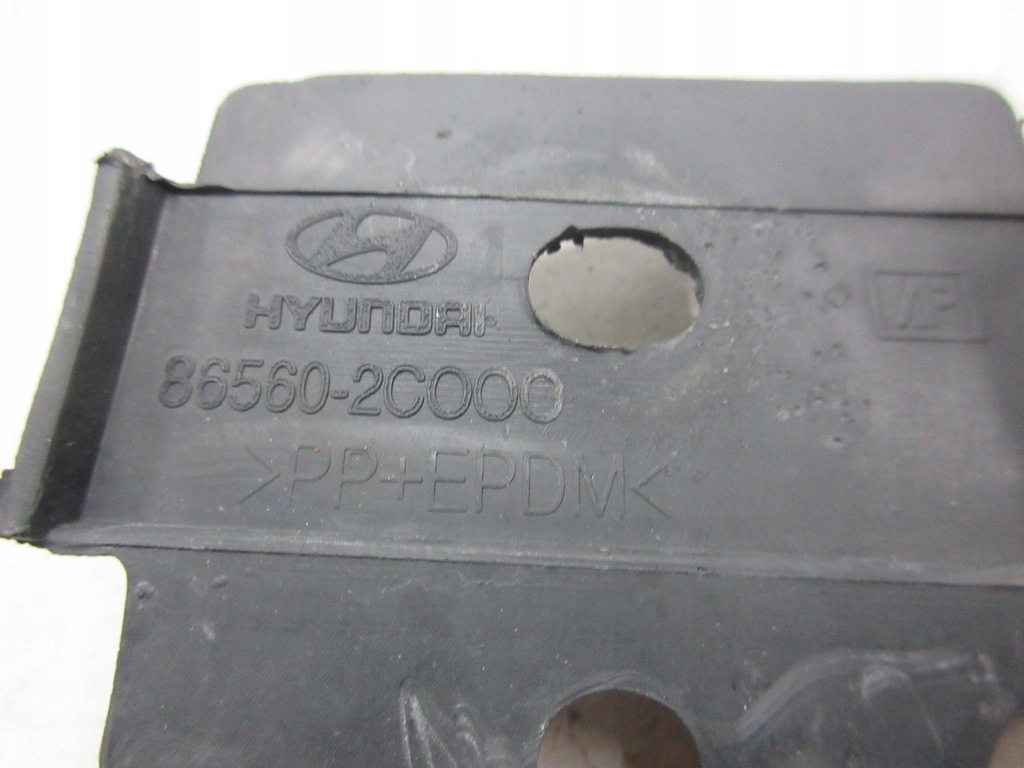 HYUNDAI
VP
86560-2C000
>PP+EPDM<